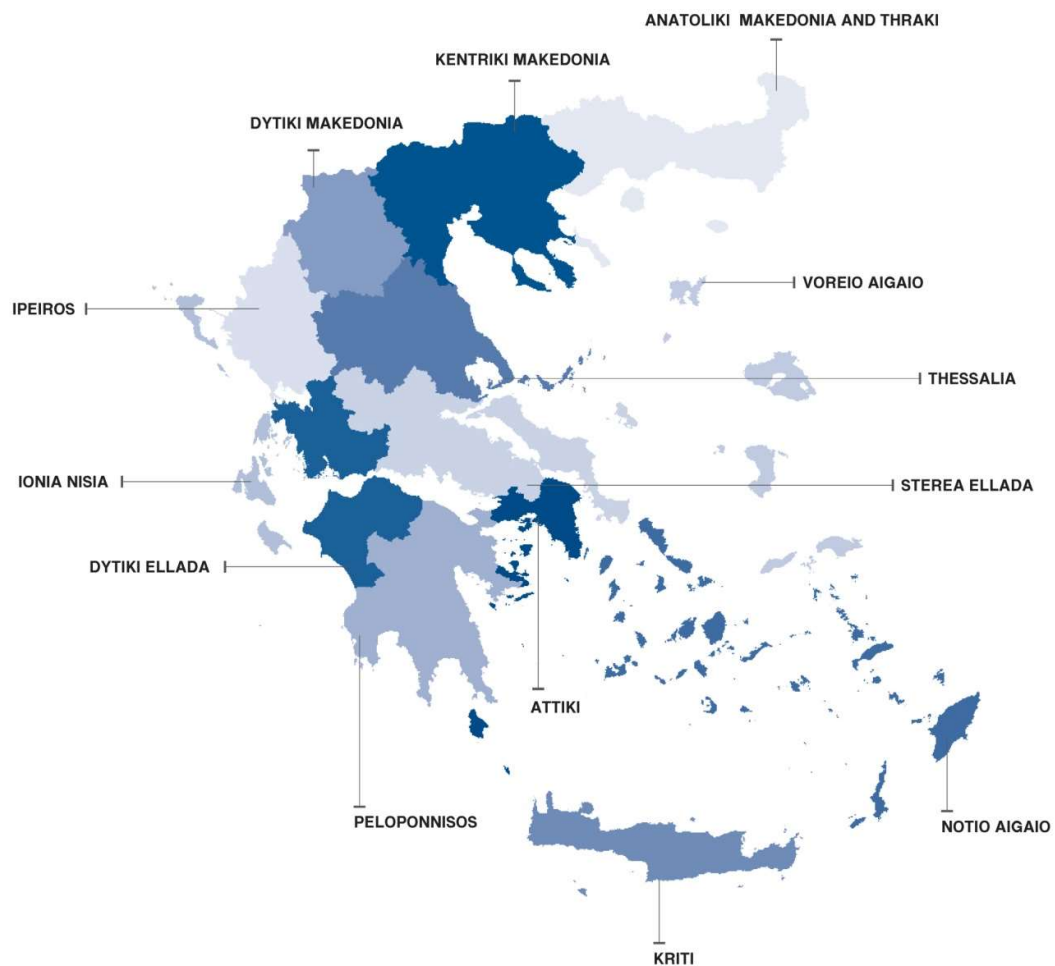 ANATOLIKI MAKEDONIA AND THRAKI
KENTRIKI MAKEDONIA
DYTIKI MAKEDONIA
VOREIO AIGAIO
IPEIROS
THESSALIA
IONIA NISIA
STEREA ELLADA
DYTIKI ELLADA
ATTIKI
PELOPONNISOS
NOTIO AIGAIO
KRITI